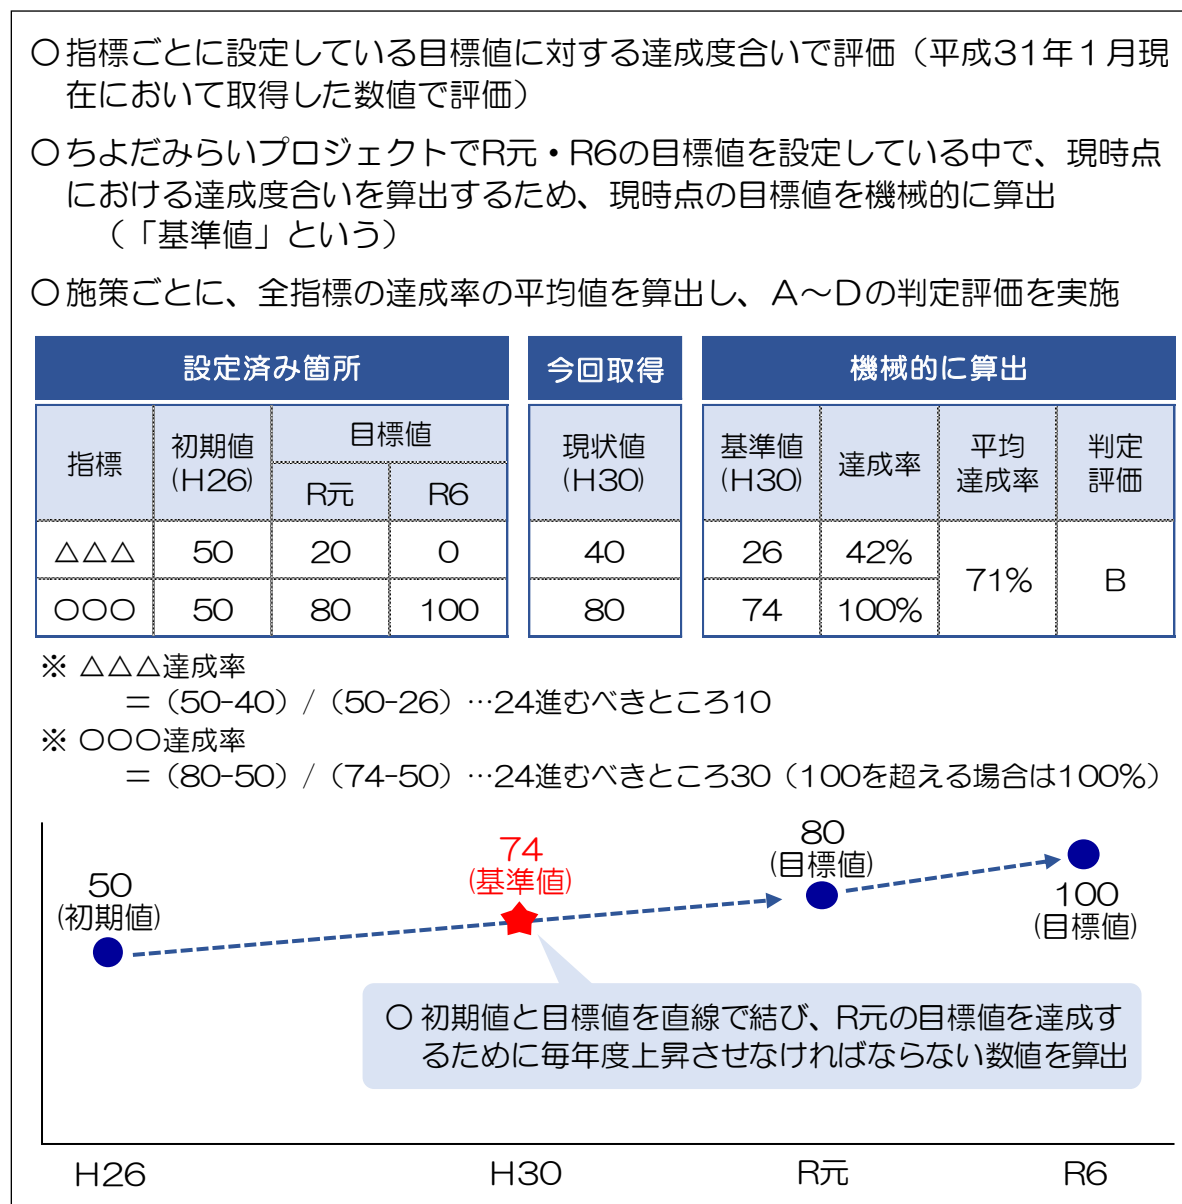 〇指標ごとに設定している目標値に対する達成度合いで評価（平成31年１月現
在において取得した数値で評価）
〇ちよだみらいプロジェクトでR元・R6の目標値を設定している中で、現時点
における達成度合いを算出するため、現時点の目標値を機械的に算出
（「基準値」という）
〇施策ごとに、全指標の達成率の平均値を算出し、Ａ～Ｄの判定評価を実施
設定済み箇所 今回取得 機械的に算出
指標 初期値 (H26) 目標値 現状値 (H30) 基準値 (H30) 達成率 平均 達成率 判定 評価
R元 R6
△△△ 50 20 0 40 26 42% 71% B
〇〇〇 50 80 100 80 74 100%
※ △△△達成率
＝（50-40）/（50-26）…24進むべきところ10
※ 〇〇〇達成率
＝（80-50）/（74-50）…24進むべきところ30（100を超える場合は100%）
50
(初期値)
74
(基準値)
80
(目標値)
100
(目標値)
〇 初期値と目標値を直線で結び、R元の目標値を達成す
るために毎年度上昇させなければならない数値を算出
H26 H30 R元 R6